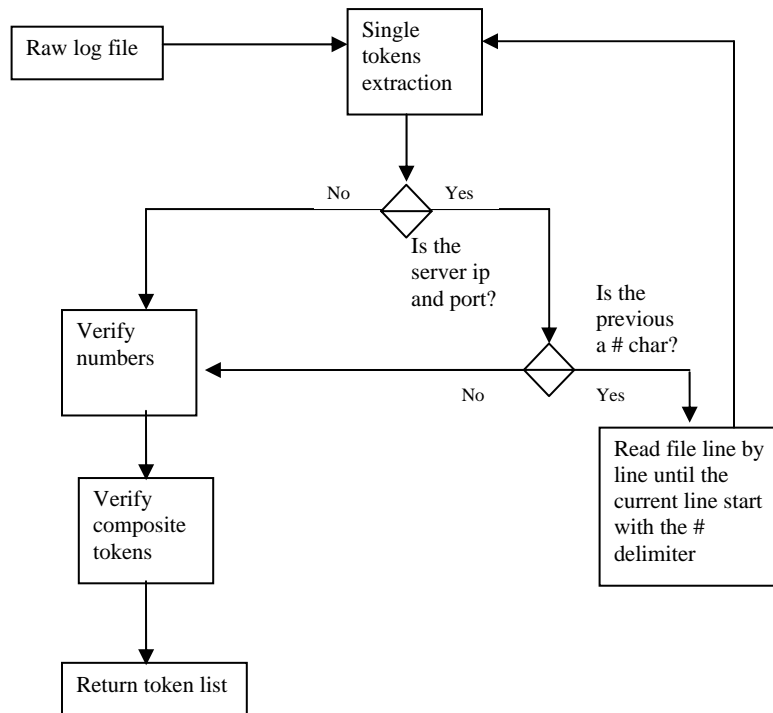 Raw log file
Single
tokens
extraction
No
Yes
Is the
server ip
and port?
Is the
previous
a # char?
Verify
numbers
No
Yes
Read file line by
line until the
current line start
with the #
delimiter
Verify
composite
tokens
Return token list